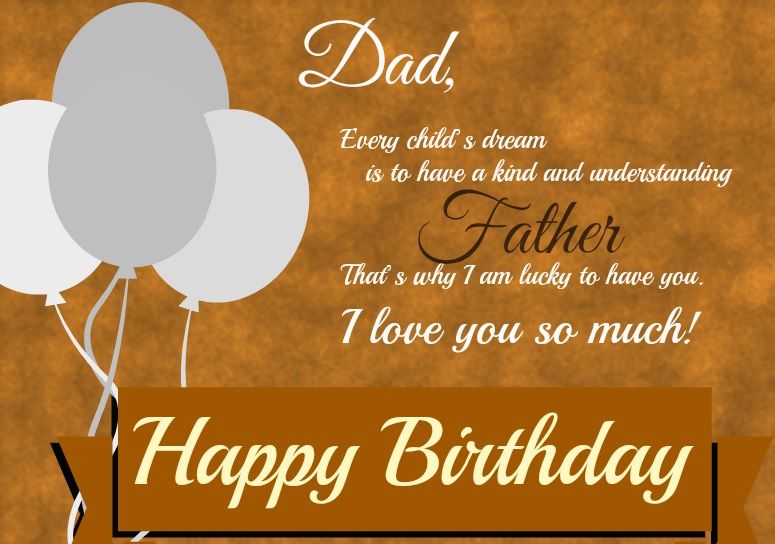 Dad,
Every child's dream
is to have a kind and understanding
Father
That's why I am lucky to have you.
I love you so much!
Happy Birthday